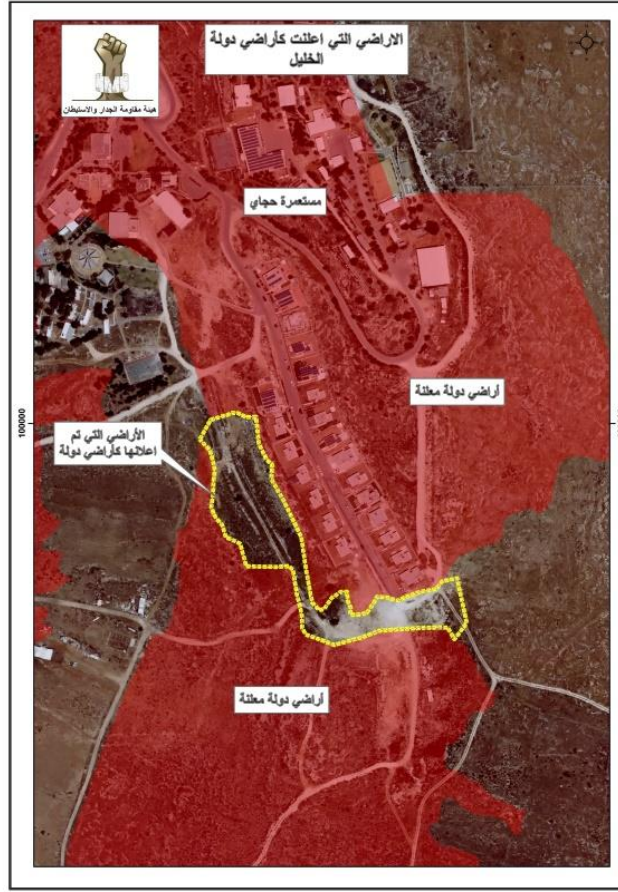 الاراضي التي اعلنت كأراضي دولة
الخليل
هيئة مقاومة الجدار والاستيطان
مستعمرة حجاي
أراضي دولة معلنة
100000
الأراضي التي تم
اعلانها كأراضي دولة
أراضي دولة معلنة